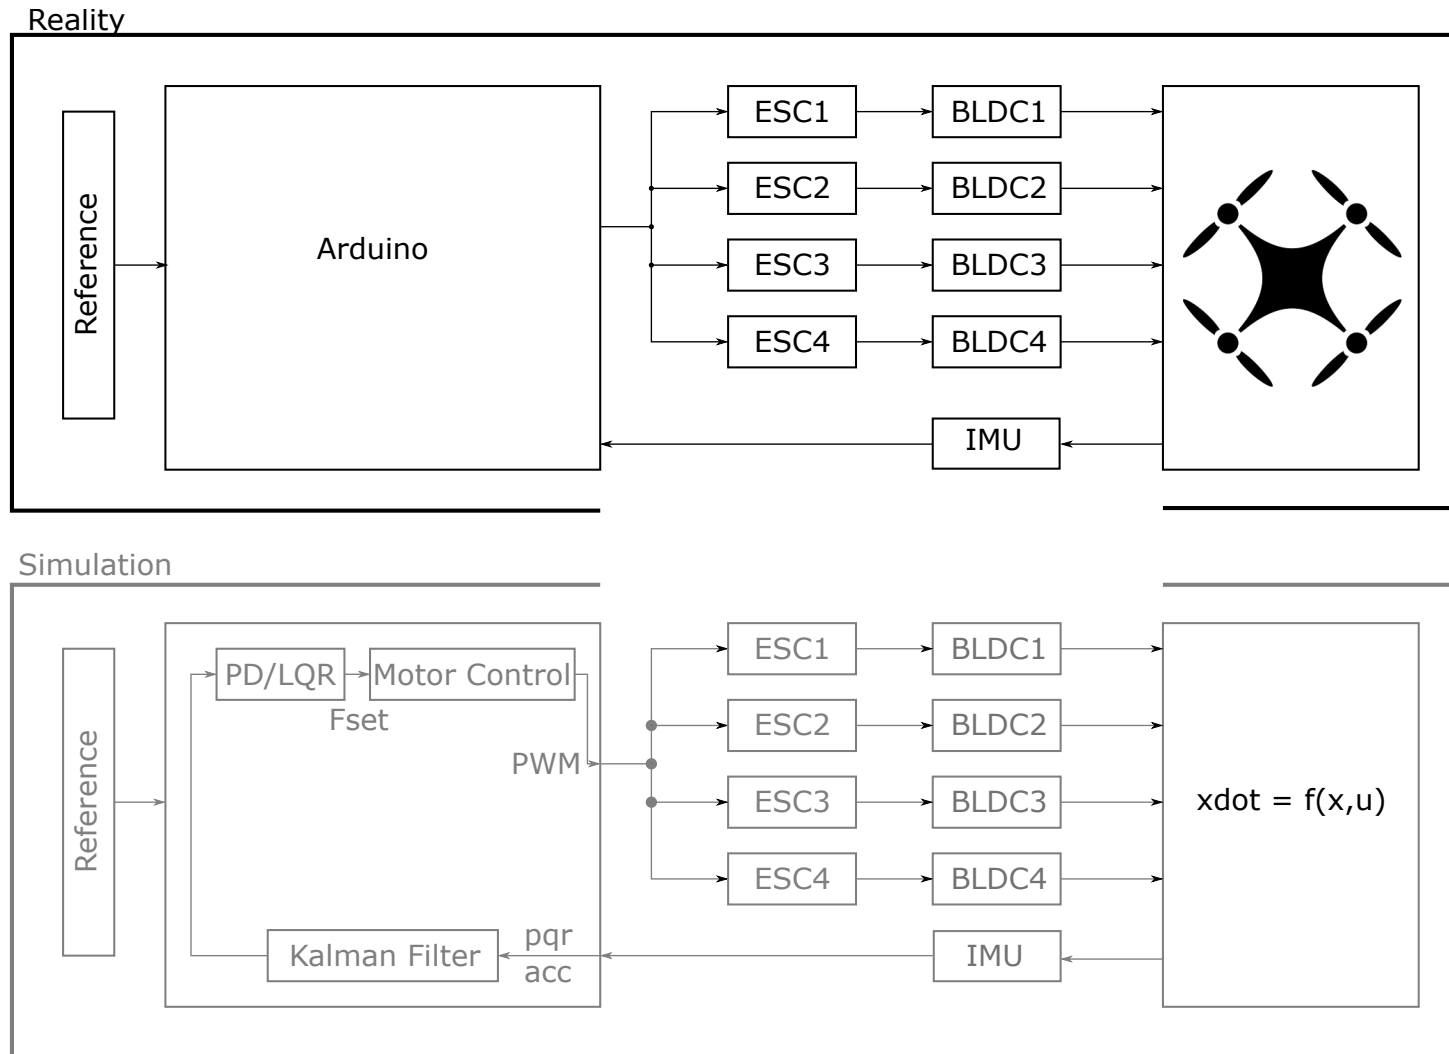 Reality
Reference
Arduino
ESC1
BLDC1
ESC2
BLDC2
ESC3
BLDC3
ESC4
BLDC4
IMU
Simulation
Reference
PD/LQR
Motor Control
Fset
PWM
Kalman Filter
pqr
acc
ESC1
BLDC1
ESC2
BLDC2
ESC3
BLDC3
ESC4
BLDC4
IMU
xdot = f(x,u)